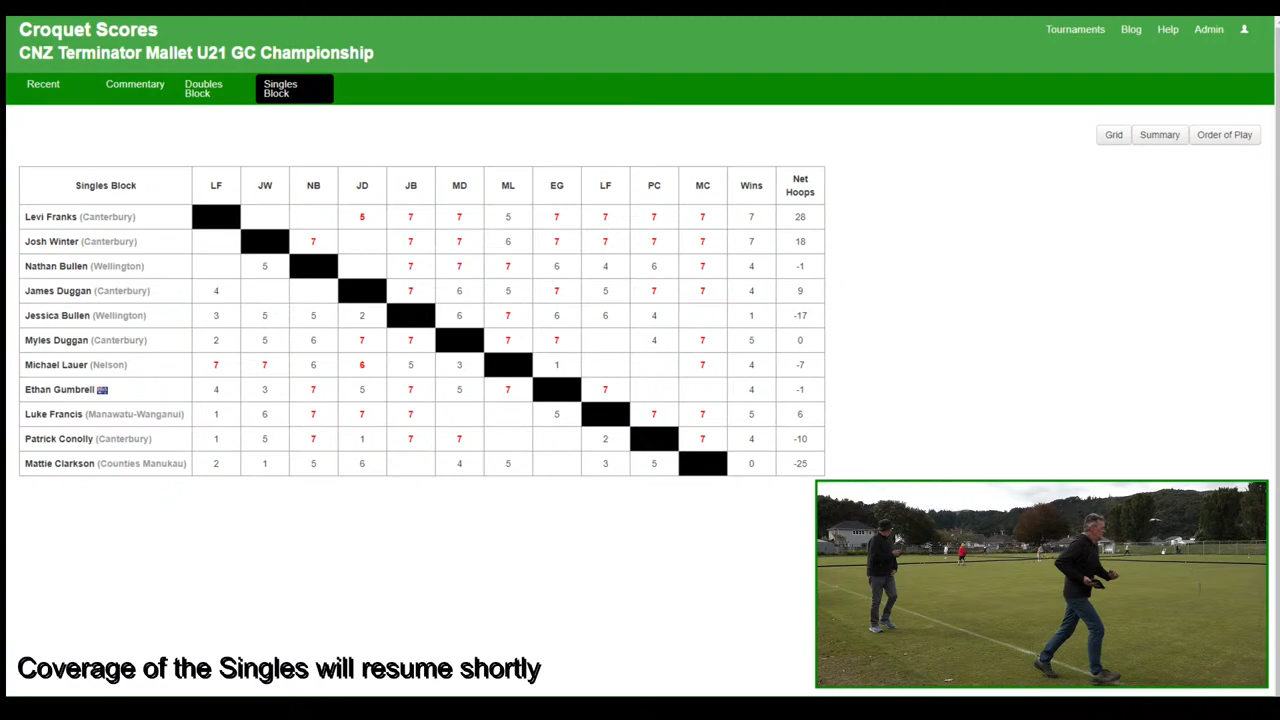 Croquet Scores
Tournaments Blog Help Admin
CNZ Terminator Mallet U21 GC Championship
Recent Commentary Doubles Block Singles Block
Grid Summary Order of Play
Singles Block LF JW NB JD JB MD ML EG LF PC MC Wins Net Hoops
Levi Franks (Canterbury) 5 7 7 5 7 7 7 7 7 28
Josh Winter (Canterbury) 7 7 7 6 7 7 7 7 7 18
Nathan Bullen (Wellington) 5 7 7 7 6 4 6 7 4 -1
James Duggan (Canterbury) 4 7 6 5 7 5 7 7 4 9
Jessica Bullen (Wellington) 3 5 5 2 6 7 6 6 4 1 -17
Myles Duggan (Canterbury) 2 5 6 7 7 7 7 4 7 5 0
Michael Lauer (Nelson) 7 7 6 6 5 3 1 7 4 -7
Ethan Gumbrell 4 3 7 5 7 5 7 7 4 -1
Luke Francis (Manawatu-Wanganui) 1 6 7 7 7 5 7 7 5 6
Patrick Conolly (Canterbury) 1 5 7 1 7 7 2 7 4 -10
Mattie Clarkson (Counties Manukau) 2 1 5 6 4 5 3 5 0 -25
Coverage of the Singles will resume shortly